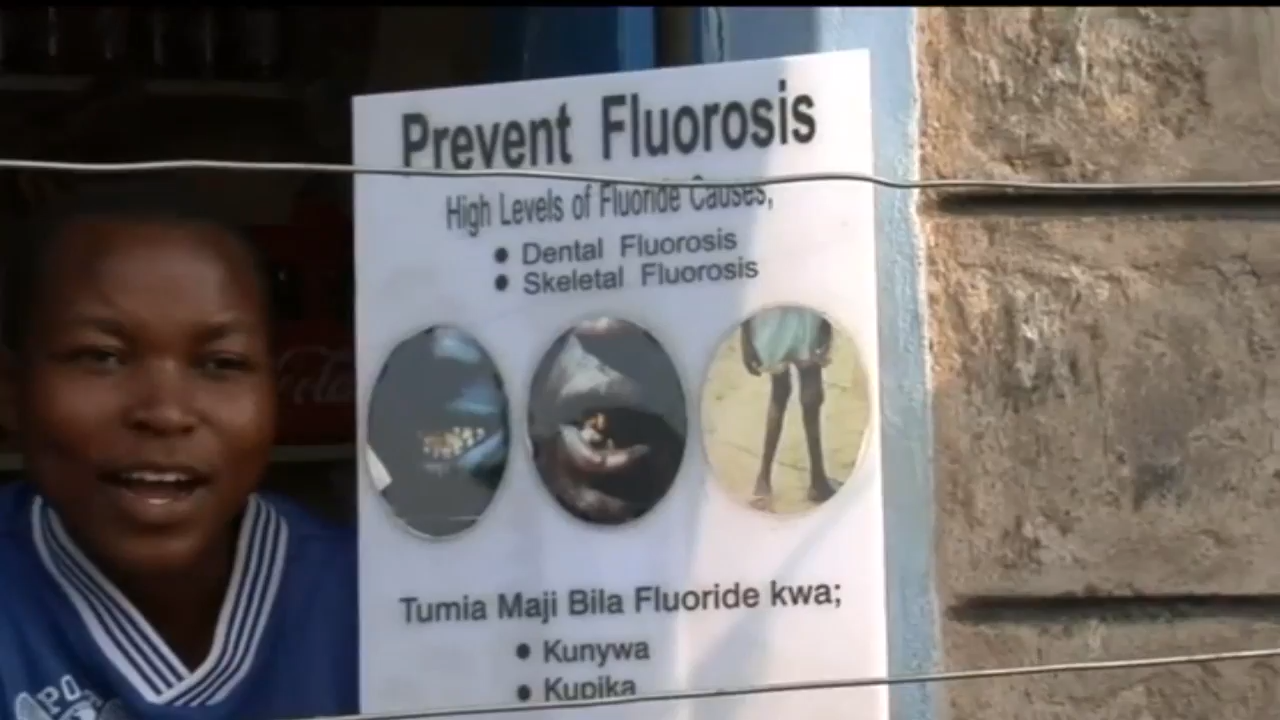 Prevent Fluorosis
High Levels of Fluoride Causes;
• Dental Fluorosis
• Skeletal Fluorosis
Tumia Maji Bila Fluoride kwa;
• Kunywa
• Kupika